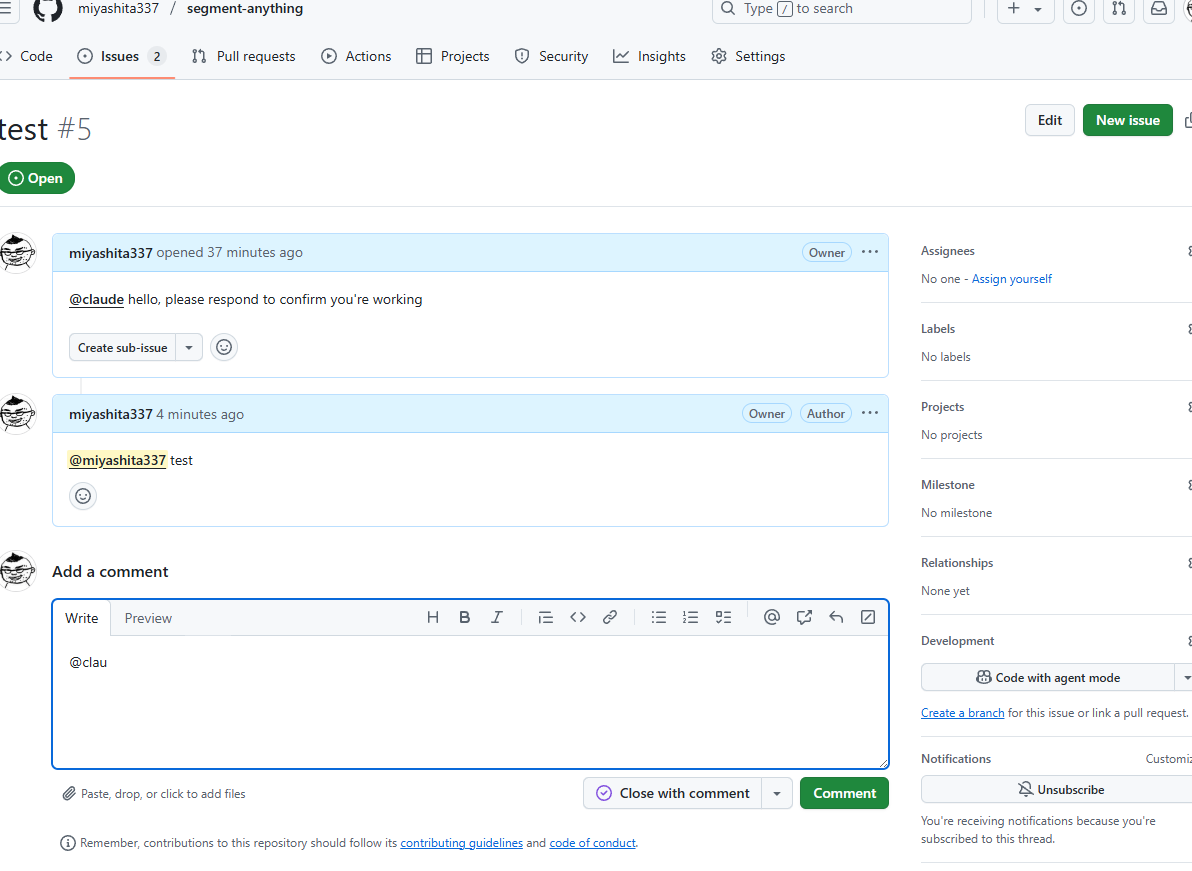 miyashita337 / segment-anything
Type / to search
Code
Issues 2
Pull requests
Actions
Projects
Security
Insights
Settings
test #5
Edit
New issue
Open
miyashita337 opened 37 minutes ago
Owner
@claude hello, please respond to confirm you're working
Create sub-issue
miyashita337 4 minutes ago
Owner
Author
@miyashita337 test
Add a comment
Write
Preview
@clau
Paste, drop, or click to add files
Close with comment
Comment
Remember, contributions to this repository should follow its contributing guidelines and code of conduct.
Assignees
No one - Assign yourself
Labels
No labels
Projects
No projects
Milestone
No milestone
Relationships
None yet
Development
Code with agent mode
Create a branch for this issue or link a pull request.
Notifications
Customiz
Unsubscribe
You're receiving notifications because you're
subscribed to this thread.